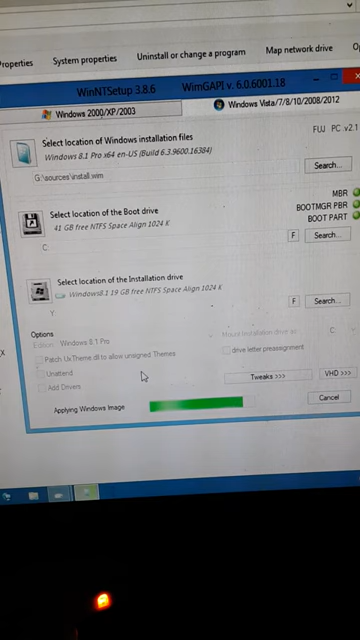 Properties System properties Uninstall or change a program Map network drive
WinNTSetup 3.8.6 WimGAPI v. 6.0.6001.18
Windows 2000/XP/2003 Windows Vista/7/8/10/2008/2012
Select location of Windows installation files FUJ PC .v2.1
Windows 8.1 Pro x64 en-US (Build 6.3.9600.16384)
G:\sources\install.wim Search...
MBR
Select location of the Boot drive BOOTMGR PBR
41 GB free NTFS Space Align 1024 K BOOT PART
C: F Search...
Select location of the Installation drive
Windows8.1 19 GB free NTFS Space Align 1024 K
Y: F Search...
Options Mount Installation drive as: C:
Edition: Windows 8.1 Pro
Patch UxTheme.dll to allow unsigned Themes drive letter preassignment
Unattend
Add Drivers Tweaks >>> VHD >>>
Applying Windows Image Cancel